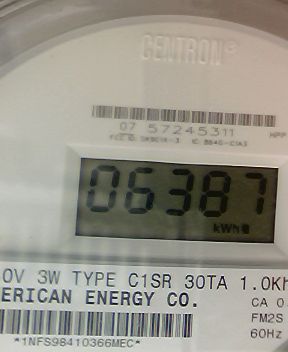 CENTRON®
07 57245311
06387
kWh
0V 3W TYPE C1SR 30TA 1.0Kh
ERICAN ENERGY CO.
CA 0.
FM2S
60Hz
*1NFS98410366MEC*